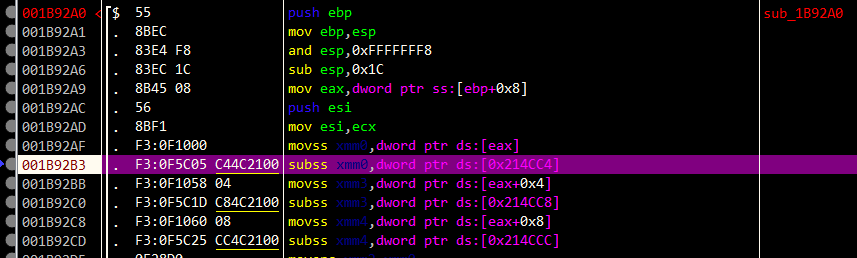 001B92A0 < $ 55 push ebp sub_1B92A0
001B92A1 . 8BEC mov ebp,esp
001B92A3 . 83E4 F8 and esp,0xFFFFFFF8
001B92A6 . 83EC 1C sub esp,0x1C
001B92A9 . 8B45 08 mov eax,dword ptr ss:[ebp+0x8]
001B92AC . 56 push esi
001B92AD . 8BF1 mov esi,ecx
001B92AF . F3:0F1000 movss xmm0,dword ptr ds:[eax]
001B92B3 . F3:0F5C05 C44C2100 subss xmm0,dword ptr ds:[0x214CC4]
001B92BB . F3:0F1058 04 movss xmm3,dword ptr ds:[eax+0x4]
001B92C0 . F3:0F5C1D C84C2100 subss xmm3,dword ptr ds:[0x214CC8]
001B92C8 . F3:0F1060 08 movss xmm4,dword ptr ds:[eax+0x8]
001B92CD . F3:0F5C25 CC4C2100 subss xmm4,dword ptr ds:[0x214CCC]